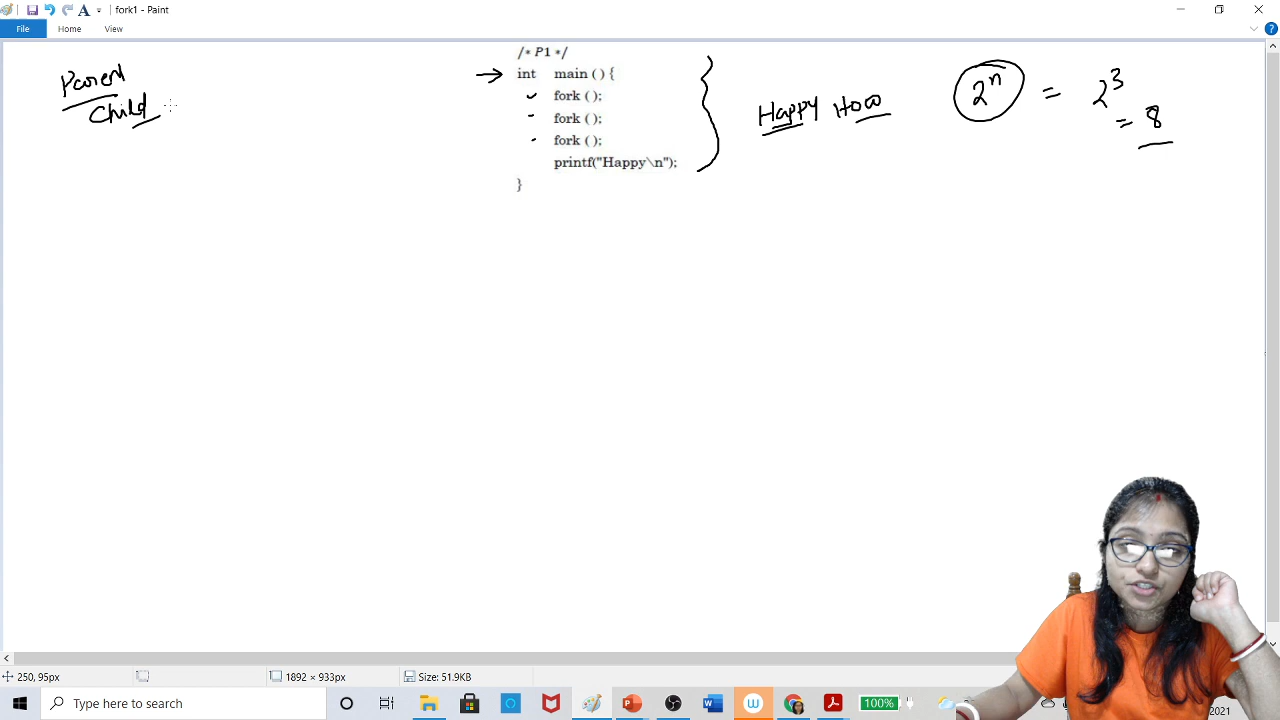 fork1 - Paint
File Home View
/* P1 */
int main ( ) {
fork ( );
fork ( );
fork ( );
printf("Happy\n");
}
Parent
Child
Happy How
2^n = 2^3
= 8
250, 95px 1892 × 933px Size: 51.9KB
Type here to search 100% 2021